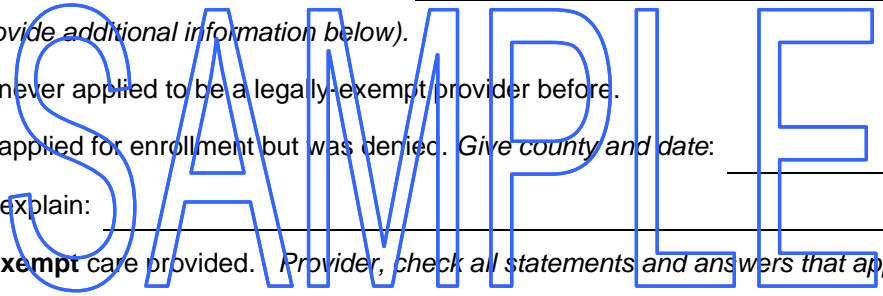 ovide additional information below).
never applied to be a legally-exempt provider before.
applied for enrollment but was denied. Give county and date:
explain:
xempt care provided. Provider, check all statements and answers that ap
SAMPLE